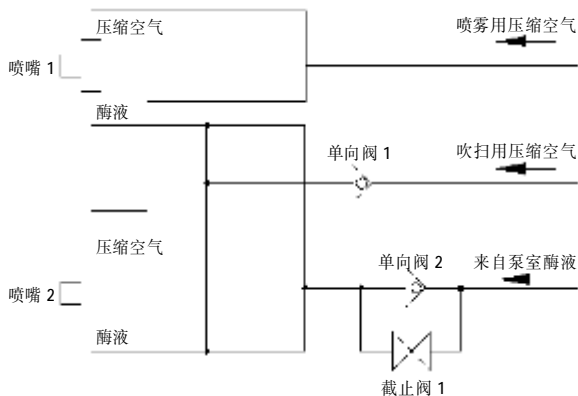 压缩空气
喷雾用压缩空气
喷嘴 1
酶液
单向阀 1
吹扫用压缩空气
压缩空气
单向阀 2
来自泵室酶液
喷嘴 2
酶液
截止阀 1